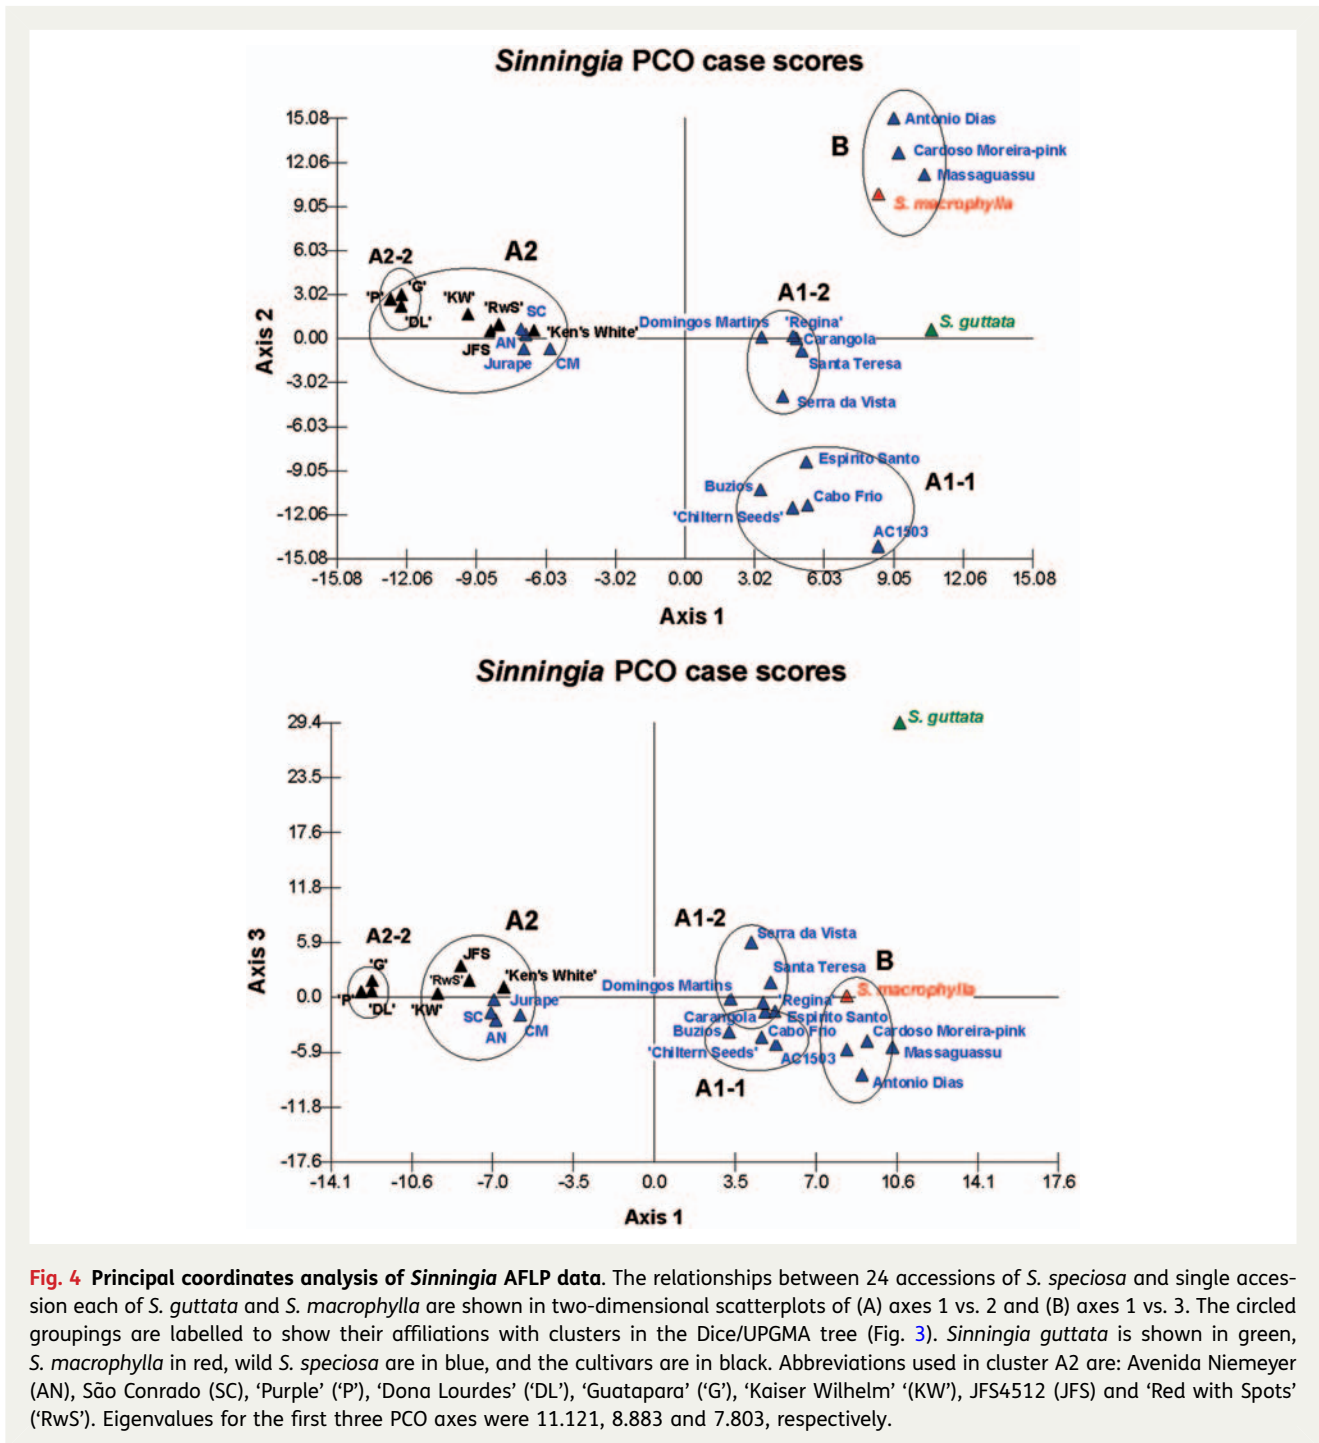 Sinningia PCO case scores
15.08
12.06
9.05
6.03
3.02
0.00
-3.02
-6.03
-9.05
-12.06
-15.08
Axis 2
B
Antonio Dias
Cardoso Moreira-pink
Massaguassu
S. macrophylla
A2-2
A2
'P'
'G'
'DL'
'KW'
'RwS'
SC
'Ken's White'
JFS
AN
Jurape
CM
A1-2
Domingos Martins
'Regina'
Carangola
Santa Teresa
Serra da Vista
S. guttata
A1-1
Espirito Santo
Buzios
Cabo Frio
'Chiltern Seeds'
AC1503
-15.08 -12.06 -9.05 -6.03 -3.02 0.00 3.02 6.03 9.05 12.06 15.08
Axis 1
Sinningia PCO case scores
29.4
23.5
17.6
11.8
5.9
0.0
-5.9
-11.8
-17.6
Axis 3
S. guttata
A2-2
'G'
'P'
'DL'
A2
JFS
'RwS'
'Ken's White'
'KW'
Jurape
SC
AN
CM
A1-2
Serra da Vista
Santa Teresa
Domingos Martins
'Regina'
Carangola
Espirito Santo
Buzios
Cabo Frio
'Chiltern Seeds'
AC1503
A1-1
B
S. macrophylla
Cardoso Moreira-pink
Massaguassu
Antonio Dias
-14.1 -10.6 -7.0 -3.5 0.0 3.5 7.0 10.6 14.1 17.6
Axis 1
Fig. 4 Principal coordinates analysis of Sinningia AFLP data. The relationships between 24 accessions of S. speciosa and single acces-
sion each of S. guttata and S. macrophylla are shown in two-dimensional scatterplots of (A) axes 1 vs. 2 and (B) axes 1 vs. 3. The circled
groupings are labelled to show their affiliations with clusters in the Dice/UPGMA tree (Fig. 3). Sinningia guttata is shown in green,
S. macrophylla in red, wild S. speciosa are in blue, and the cultivars are in black. Abbreviations used in cluster A2 are: Avenida Niemeyer
(AN), São Conrado (SC), ‘Purple’ (‘P’), ‘Dona Lourdes’ (‘DL’), ‘Guatapara’ (‘G’), ‘Kaiser Wilhelm’ ‘(KW’), JFS4512 (JFS) and ‘Red with Spots’
(‘RwS’). Eigenvalues for the first three PCO axes were 11.121, 8.883 and 7.803, respectively.